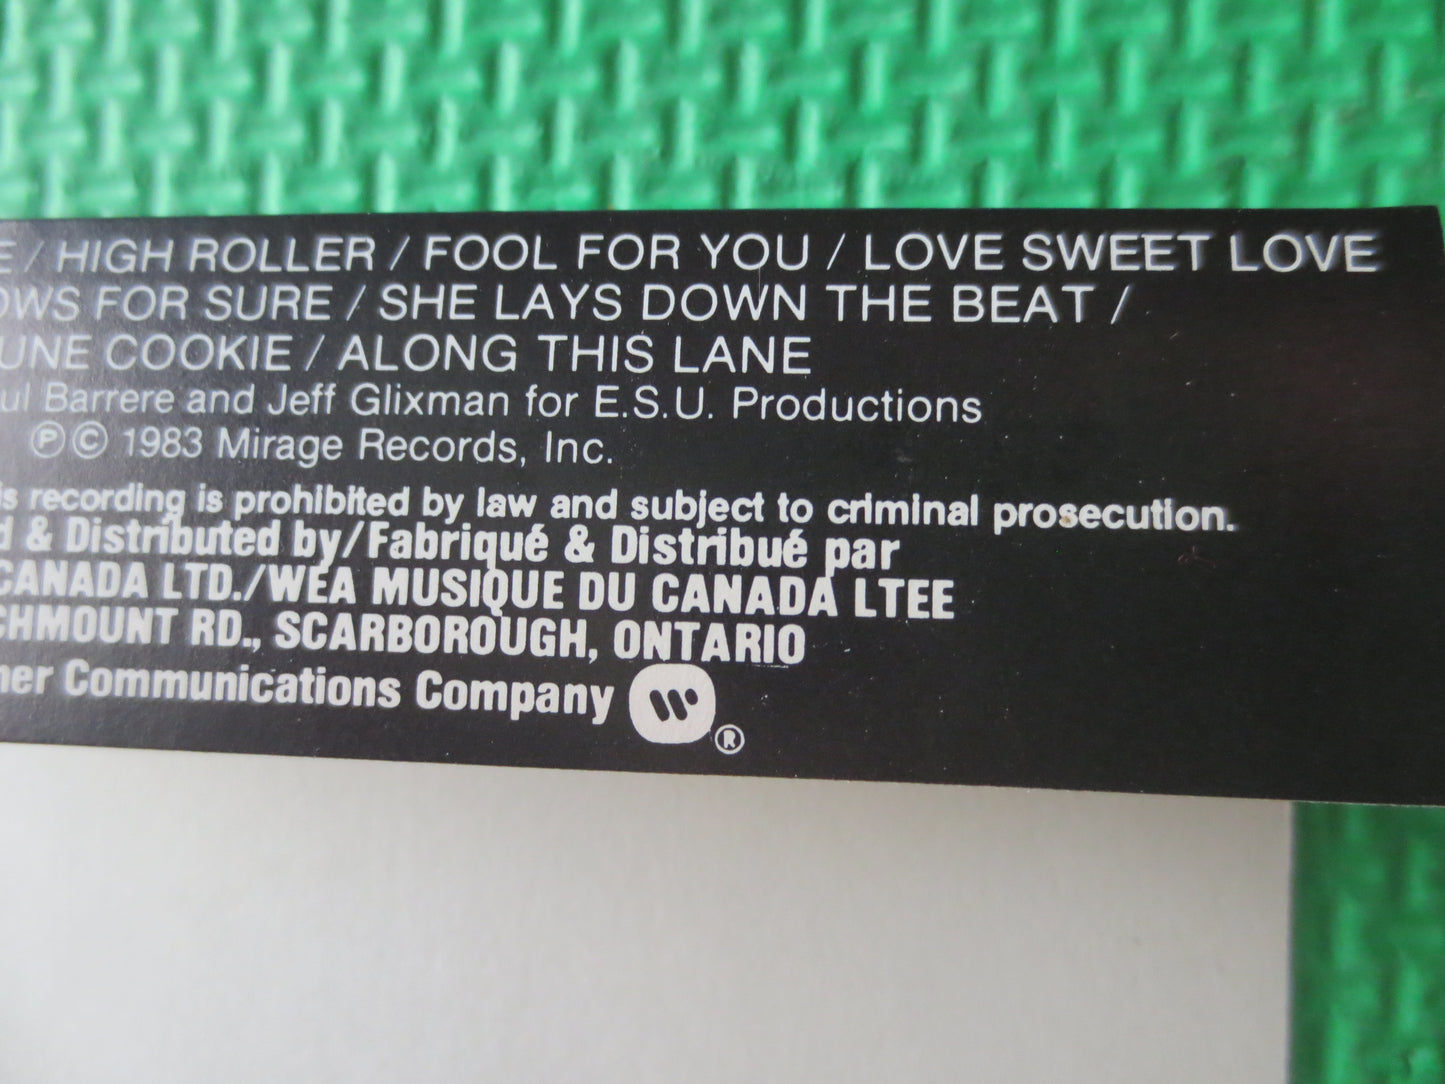 E / HIGH ROLLER / FOOL FOR YOU / LOVE SWEET LOVE
OWS FOR SURE / SHE LAYS DOWN THE BEAT /
UNE COOKIE / ALONG THIS LANE
ul Barrere and Jeff Glixman for E.S.U. Productions
℗© 1983 Mirage Records, Inc.
is recording is prohibited by law and subject to criminal prosecution.
d & Distributed by/Fabriqué & Distribué par
CANADA LTD./WEA MUSIQUE DU CANADA LTEE
CHMOUNT RD., SCARBOROUGH, ONTARIO
ner Communications Company W ®